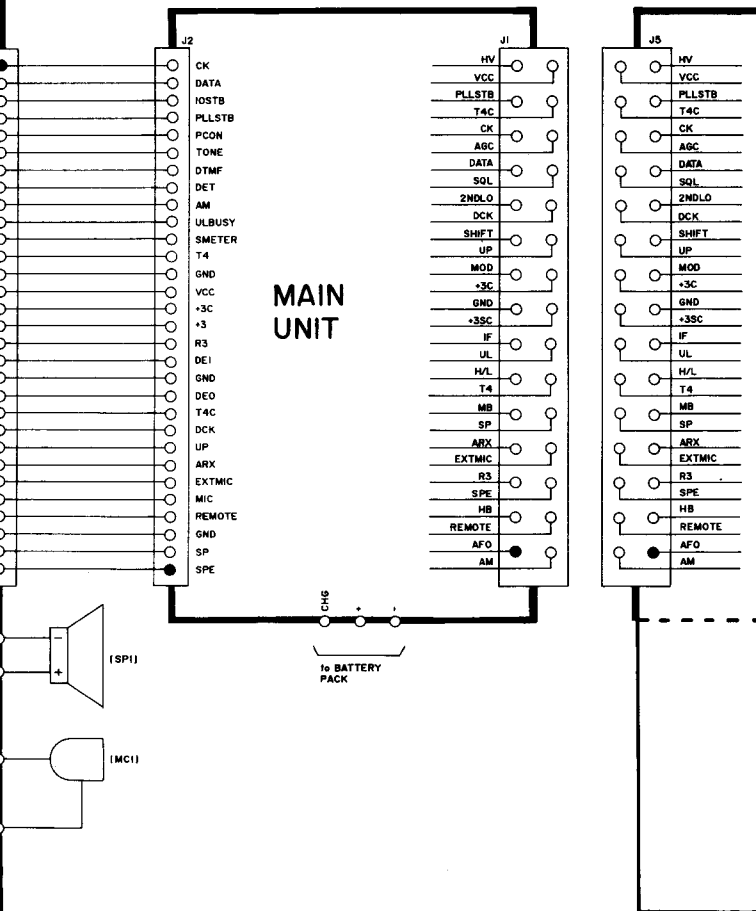 J2
CK
DATA
IOSTB
PLLSTB
PCON
TONE
DTMF
DET
AM
ULBUSY
SMETER
T4
GND
VCC
+3C
+3
R3
DEI
GND
DEO
T4C
DCK
UP
ARX
EXTMIC
MIC
REMOTE
GND
SP
SPE
MAIN
UNIT
J1
HV
VCC
PLLSTB
T4C
CK
AGC
DATA
SQL
2NDLO
DCK
SHIFT
UP
MOD
+3C
GND
+3SC
IF
UL
H/L
T4
MB
SP
ARX
EXTMIC
R3
SPE
HB
REMOTE
AFO
AM
J5
HV
VCC
PLLSTB
T4C
CK
AGC
DATA
SQL
2NDLO
DCK
SHIFT
UP
MOD
+3C
GND
+3SC
IF
UL
H/L
T4
MB
SP
ARX
EXTMIC
R3
SPE
HB
REMOTE
AFO
AM
CHG + -
to BATTERY
PACK
-
+
[SP1]
[MC1]